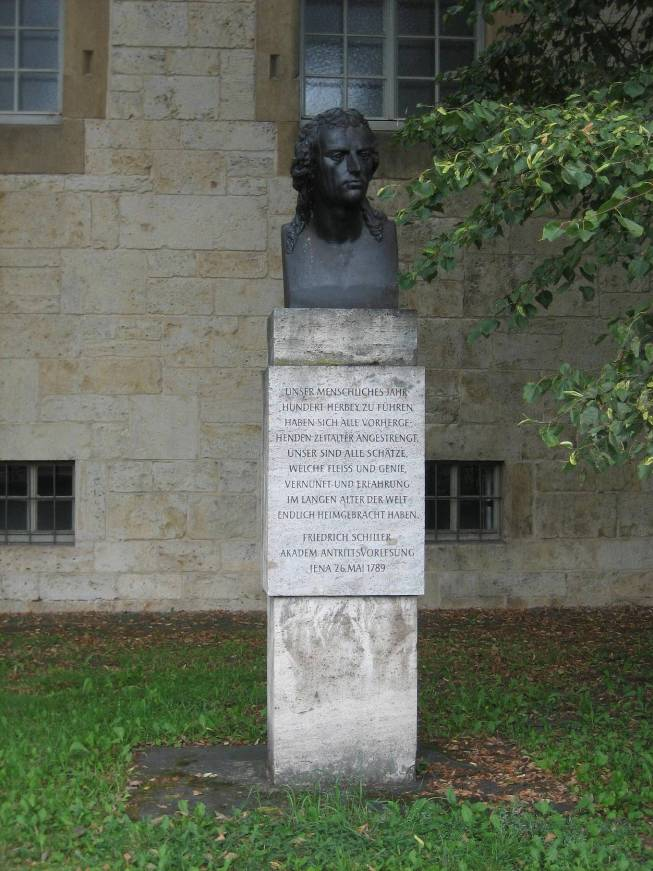 UNSER MENSCHLICHES JAHR
HUNDERT HERBEY ZU FÜHREN
HABEN SICH ALLE VORHERGE-
HENDEN ZEITALTER ANGESTRENGT.
UNSER SIND ALLE SCHÄTZE,
WELCHE FLEISS UND GENIE,
VERNUNFT UND ERFAHRUNG
IM LANGEN ALTER DER WELT
ENDLICH HEIMGEBRACHT HABEN.
FRIEDRICH SCHILLER
AKADEM. ANTRITTSVORLESUNG
JENA 26. MAI 1789